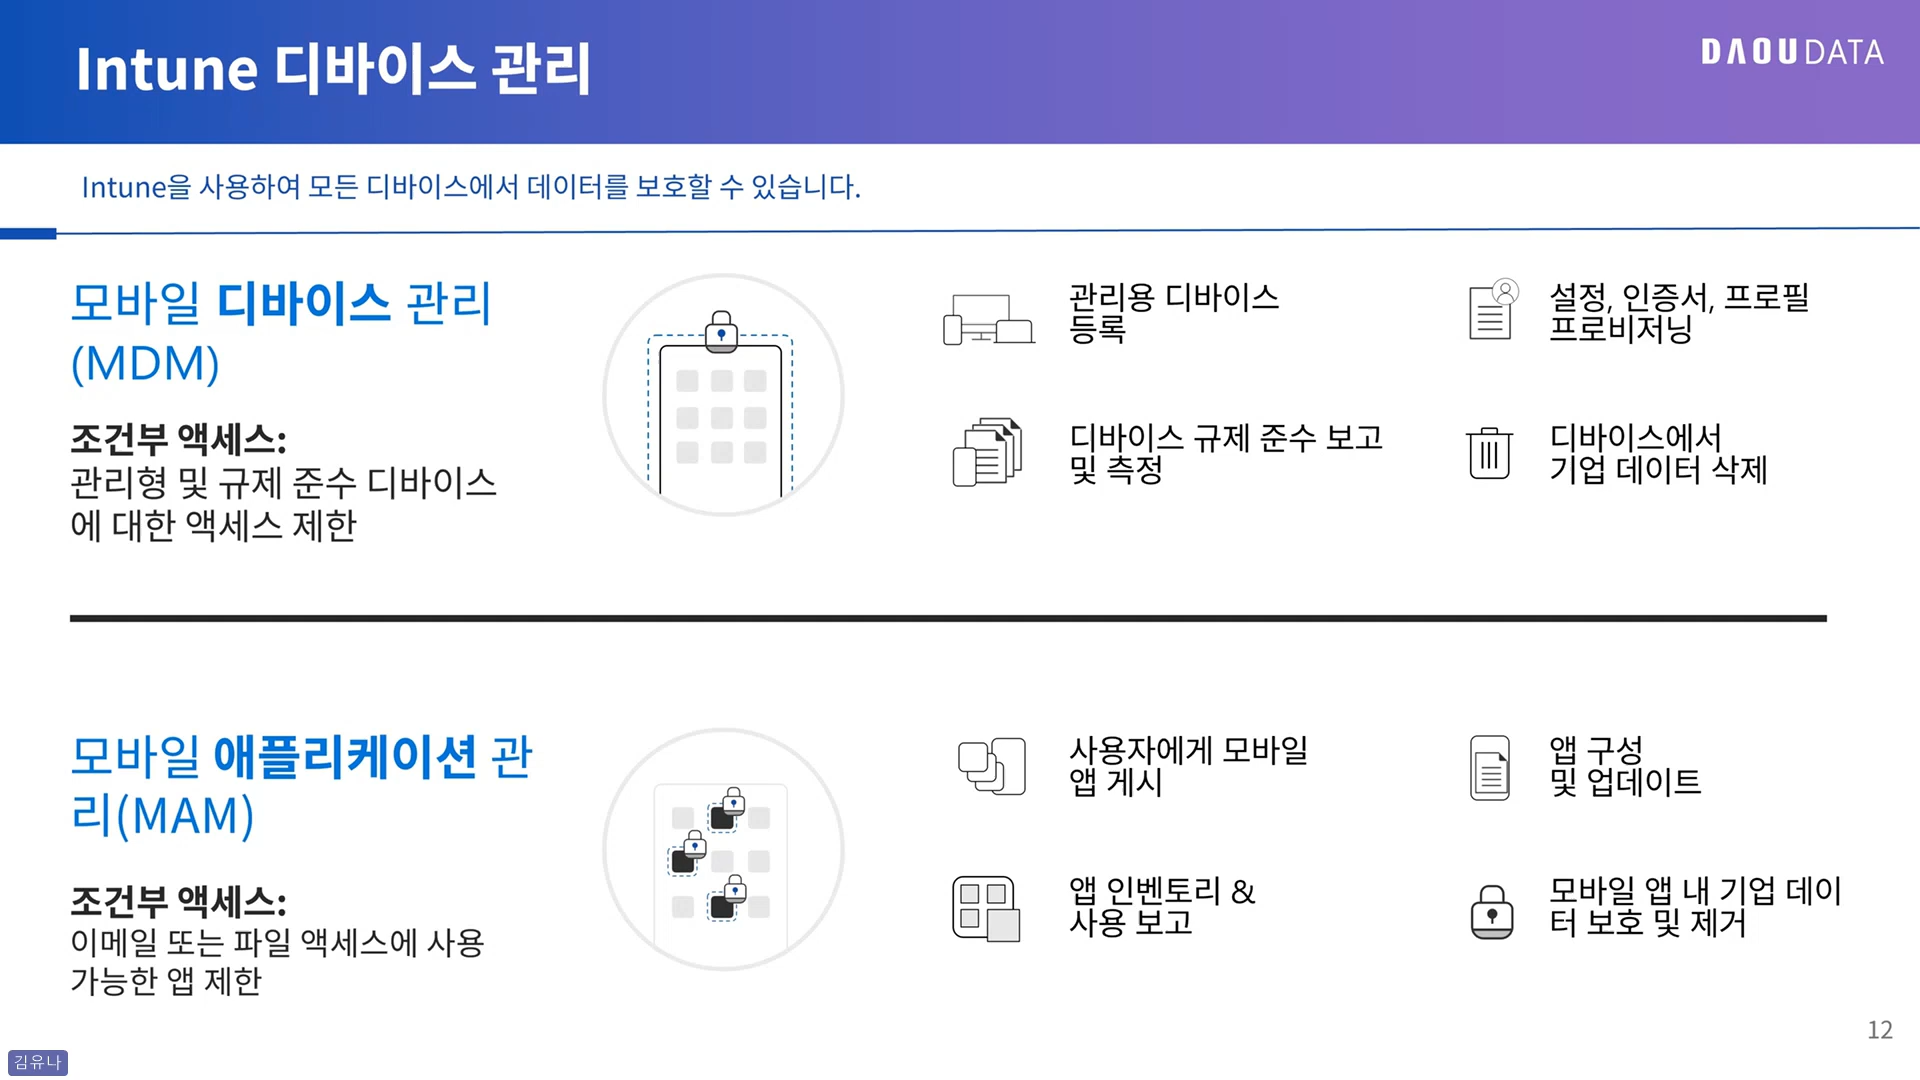 Intune 디바이스 관리
DAOU DATA
Intune을 사용하여 모든 디바이스에서 데이터를 보호할 수 있습니다.
모바일 디바이스 관리
(MDM)
조건부 액세스:
관리형 및 규제 준수 디바이스
에 대한 액세스 제한
관리용 디바이스
등록
설정, 인증서, 프로필
프로비저닝
디바이스 규제 준수 보고
및 측정
디바이스에서
기업 데이터 삭제
모바일 애플리케이션 관
리(MAM)
조건부 액세스:
이메일 또는 파일 액세스에 사용
가능한 앱 제한
사용자에게 모바일
앱 게시
앱 구성
및 업데이트
앱 인벤토리 &
사용 보고
모바일 앱 내 기업 데이
터 보호 및 제거
12
김유나